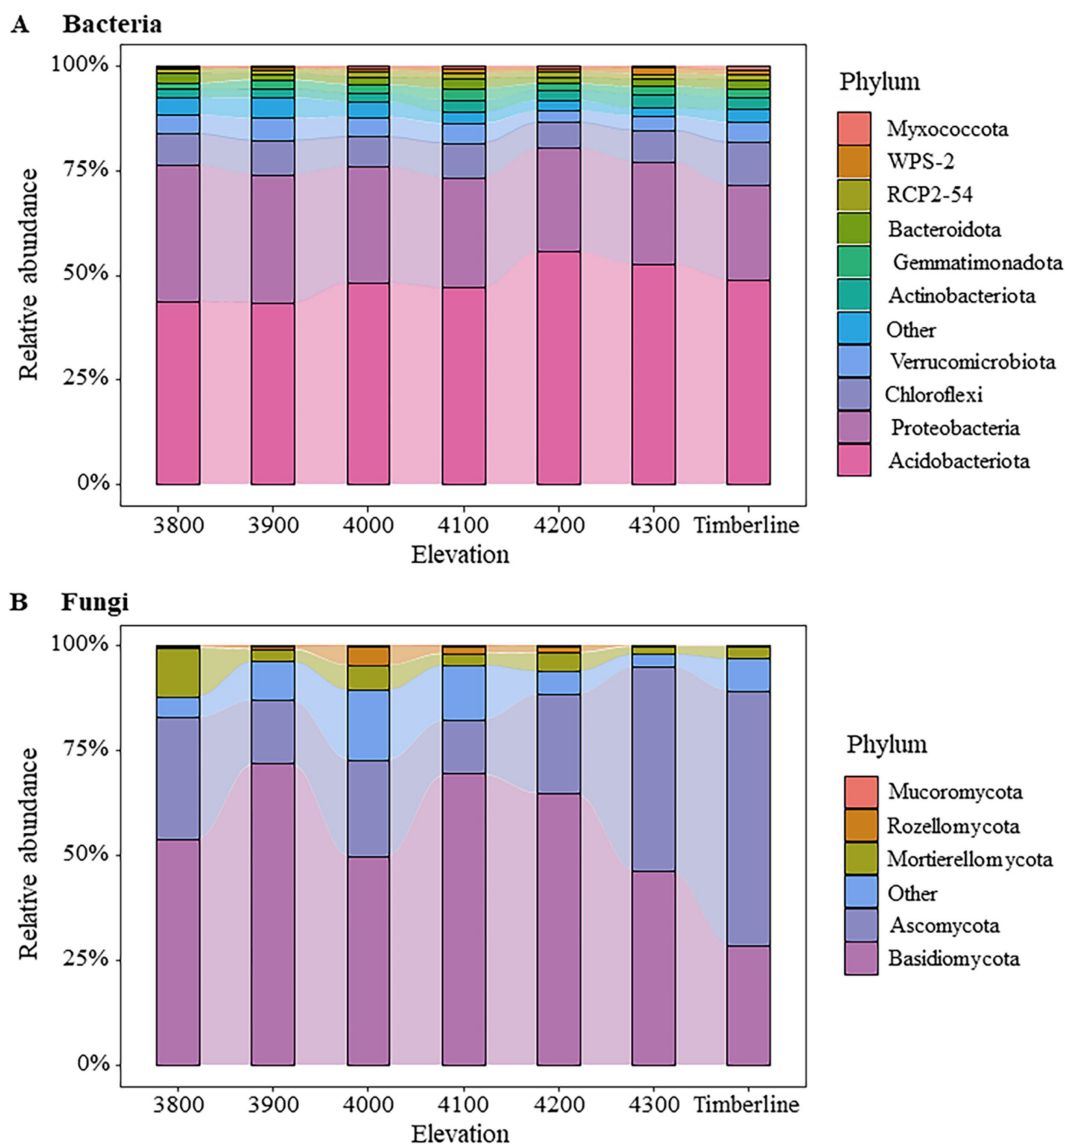 A Bacteria
Relative abundance
100%
75%
50%
25%
0%
3800 3900 4000 4100 4200 4300 Timberline
Elevation
Phylum
Myxococcota
WPS-2
RCP2-54
Bacteroidota
Gemmatimonadota
Actinobacteriota
Other
Verrucomicrobiota
Chloroflexi
Proteobacteria
Acidobacteriota
B Fungi
Relative abundance
100%
75%
50%
25%
0%
3800 3900 4000 4100 4200 4300 Timberline
Elevation
Phylum
Mucoromycota
Rozellomycota
Mortierellomycota
Other
Ascomycota
Basidiomycota